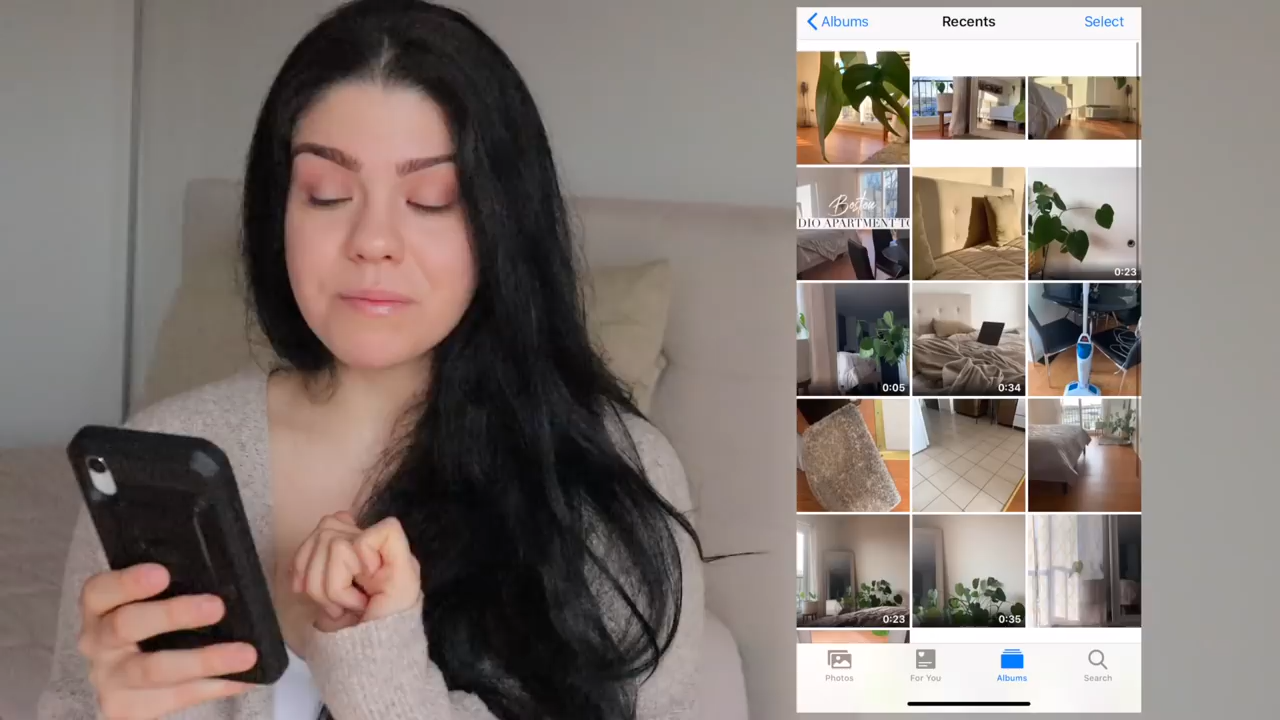 Albums
Recents
Select
Boston
DIO APARTMENT TO
0:23
0:05
0:34
0:23
0:35
Photos
For You
Albums
Search